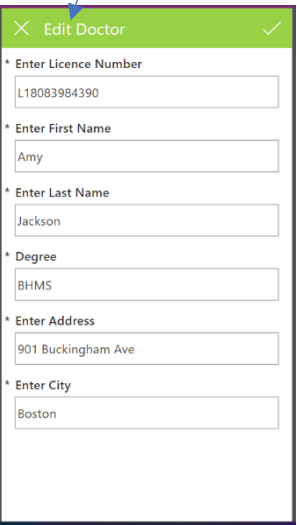 Edit Doctor
* Enter Licence Number
L18083984390
* Enter First Name
Amy
* Enter Last Name
Jackson
* Degree
BHMS
* Enter Address
901 Buckingham Ave
* Enter City
Boston